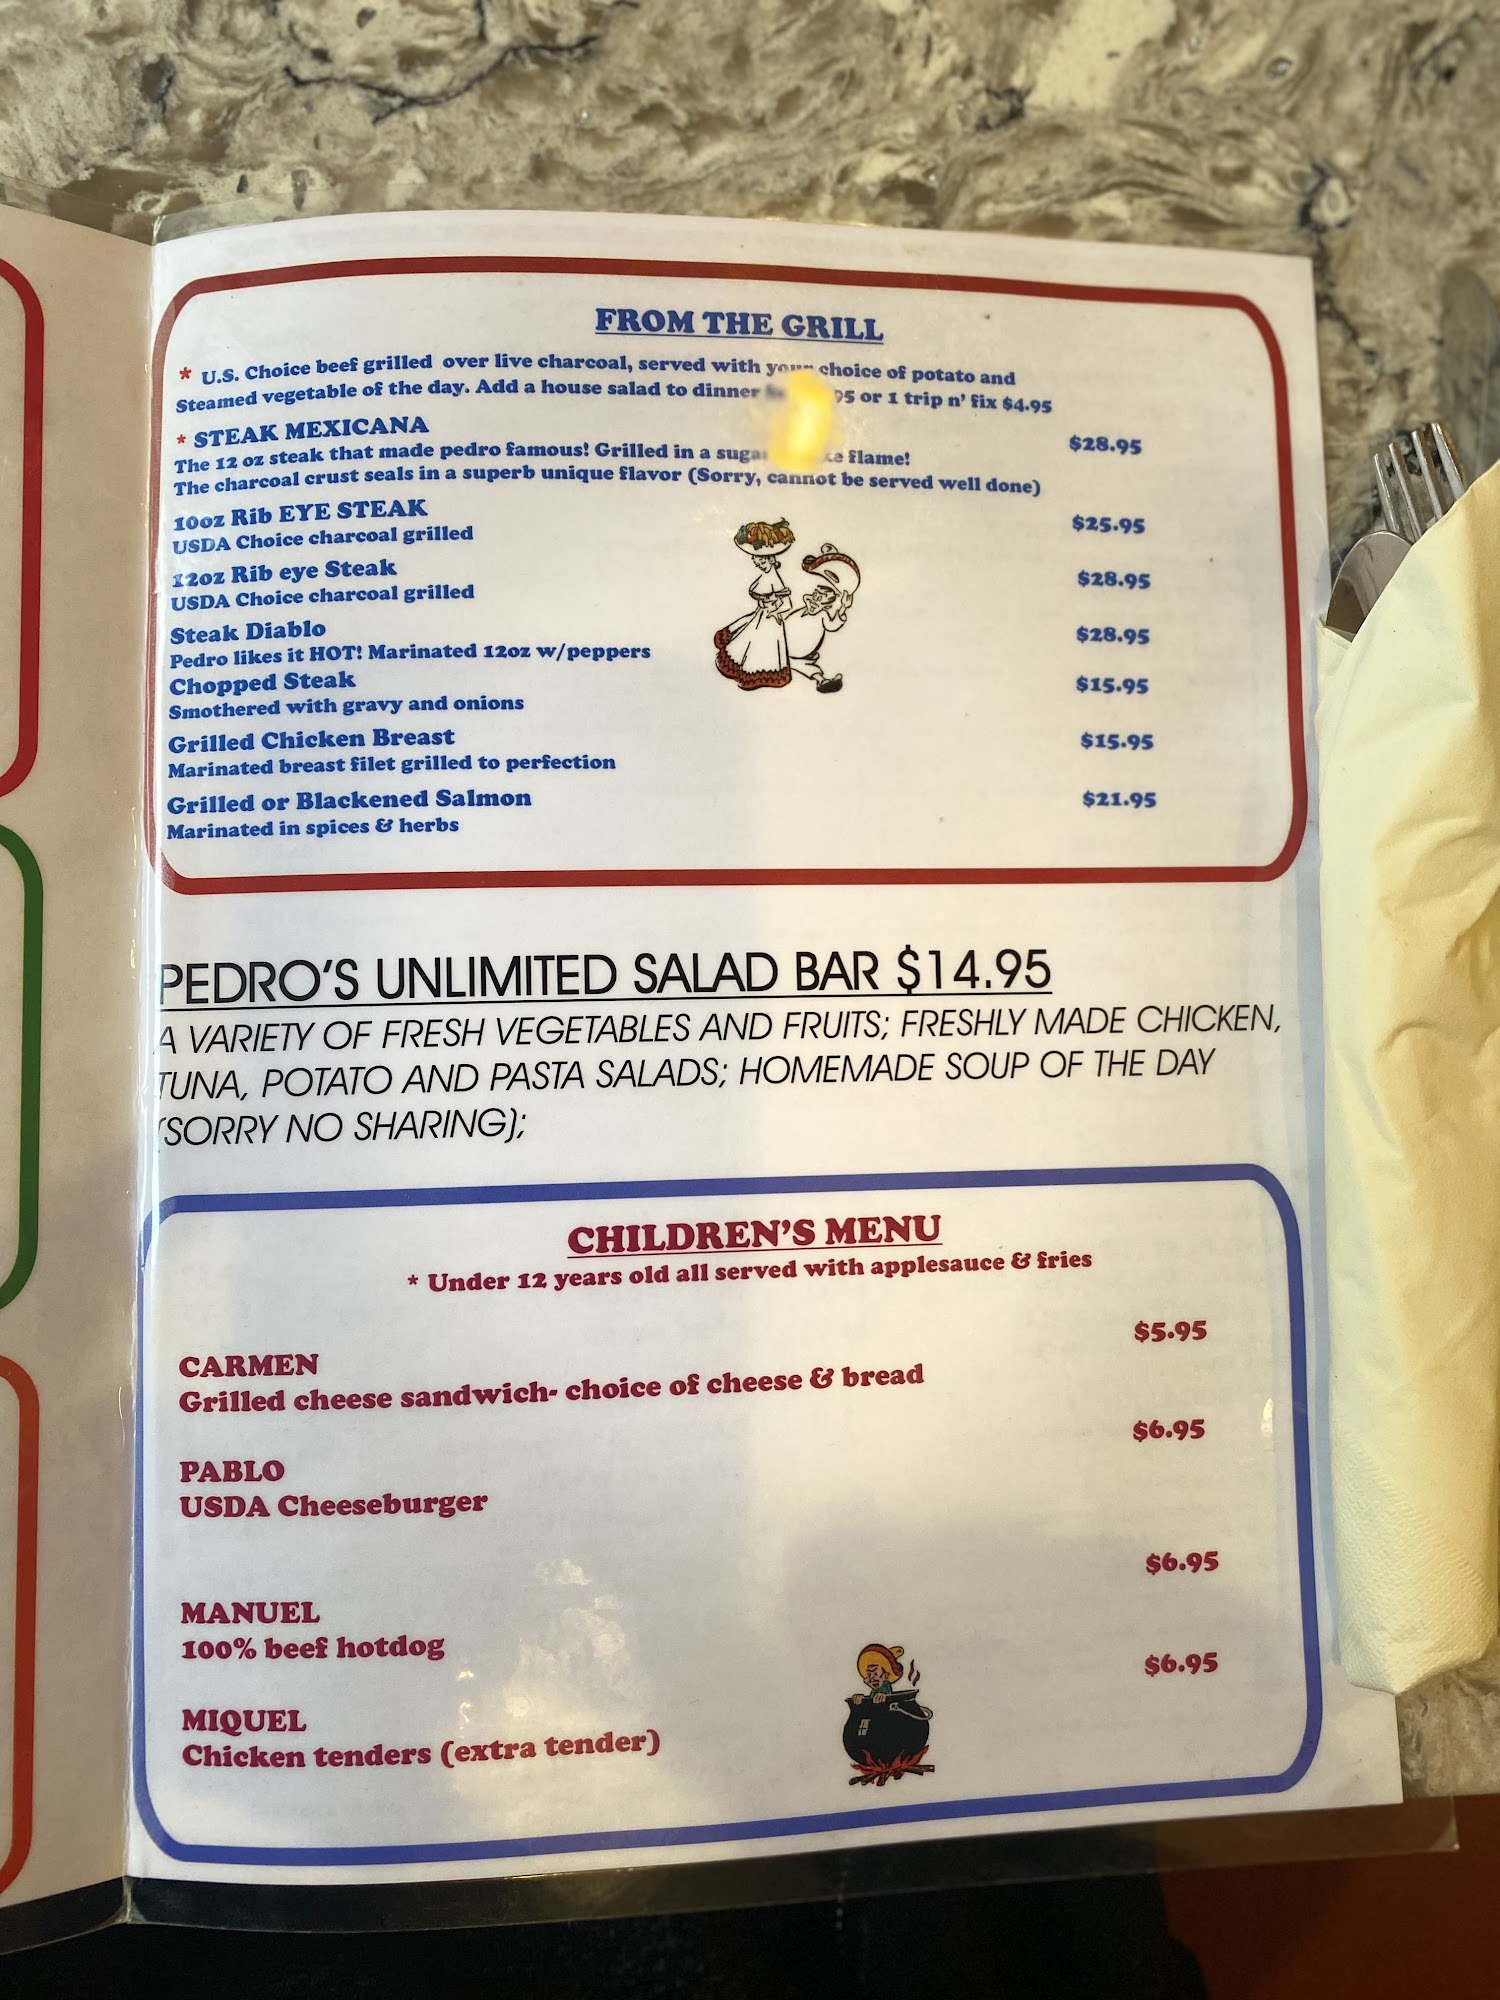 FROM THE GRILL
* U.S. Choice beef grilled over live charcoal, served with your choice of potato and
Steamed vegetable of the day. Add a house salad to dinner 95 or 1 trip n' fix $4.95
* STEAK MEXICANA $28.95
The 12 oz steak that made pedro famous! Grilled in a flame!
The charcoal crust seals in a superb unique flavor (Sorry, cannot be served well done)
10oz Rib EYE STEAK $25.95
USDA Choice charcoal grilled
12oz Rib eye Steak $28.95
USDA Choice charcoal grilled
Steak Diablo $28.95
Pedro likes it HOT! Marinated 12oz w/peppers
Chopped Steak $15.95
Smothered with gravy and onions
Grilled Chicken Breast $15.95
Marinated breast filet grilled to perfection
Grilled or Blackened Salmon $21.95
Marinated in spices & herbs
PEDRO'S UNLIMITED SALAD BAR $14.95
A VARIETY OF FRESH VEGETABLES AND FRUITS; FRESHLY MADE CHICKEN,
TUNA, POTATO AND PASTA SALADS; HOMEMADE SOUP OF THE DAY
(SORRY NO SHARING);
CHILDREN'S MENU
* Under 12 years old all served with applesauce & fries
$5.95
CARMEN
Grilled cheese sandwich- choice of cheese & bread
$6.95
PABLO
USDA Cheeseburger
$6.95
MANUEL
100% beef hotdog
$6.95
MIQUEL
Chicken tenders (extra tender)